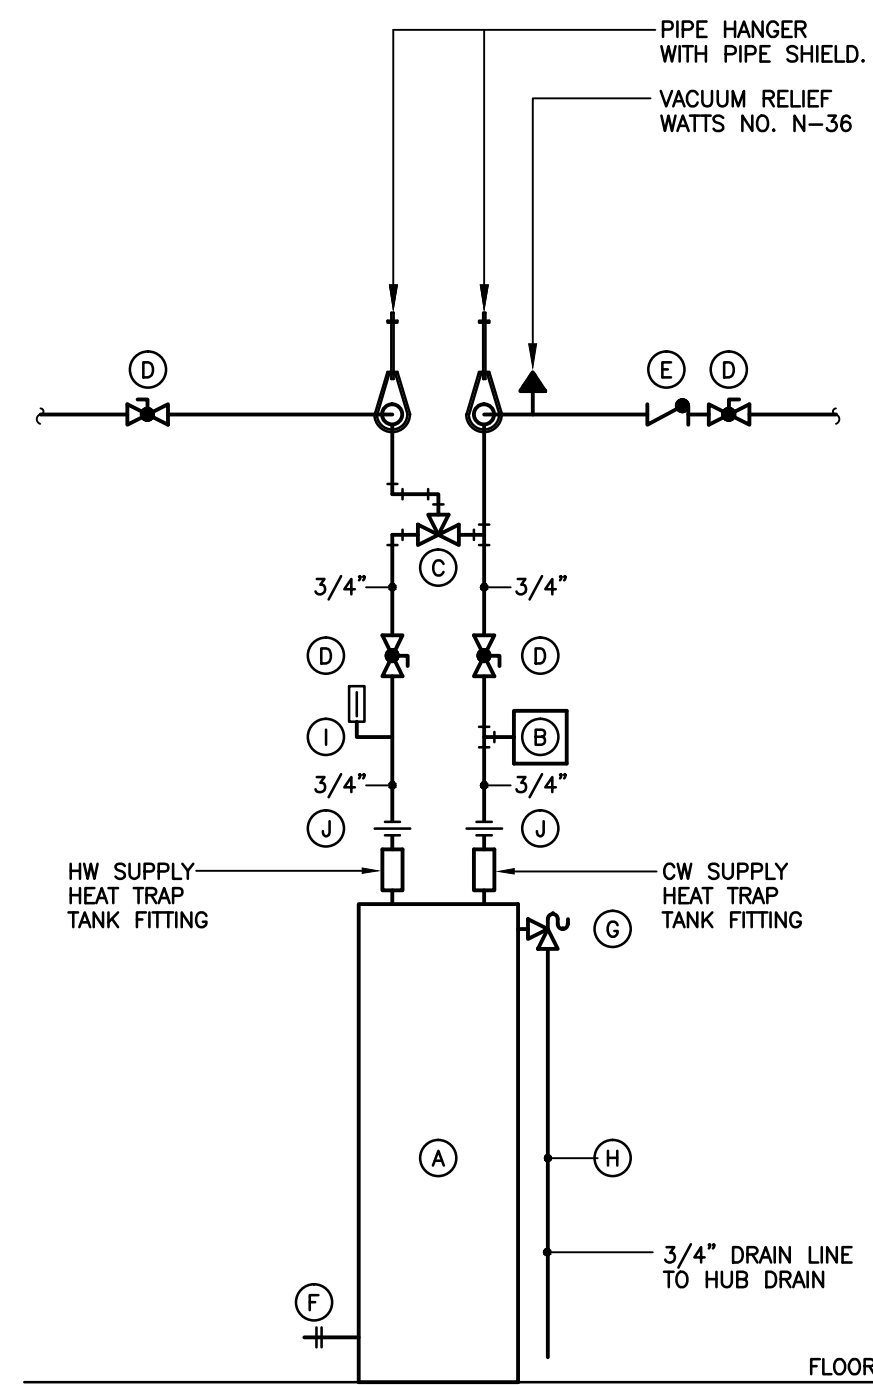 PIPE HANGER
WITH PIPE SHIELD.
VACUUM RELIEF
WATTS NO. N-36
D
E
D
C
3/4"
3/4"
D
D
I
B
3/4"
3/4"
J
J
HW SUPPLY
HEAT TRAP
TANK FITTING
CW SUPPLY
HEAT TRAP
TANK FITTING
G
A
H
3/4" DRAIN LINE
TO HUB DRAIN
F
FLOOR